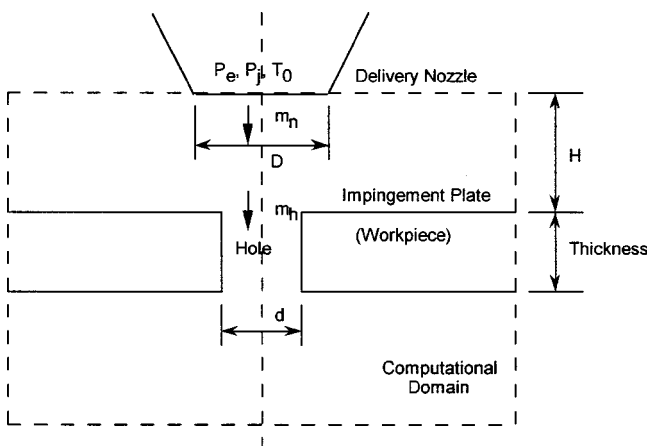 Pe, Pj, T0
Delivery Nozzle
mn
D
H
Impingement Plate
mh
(Workpiece)
Hole
Thickness
d
Computational
Domain